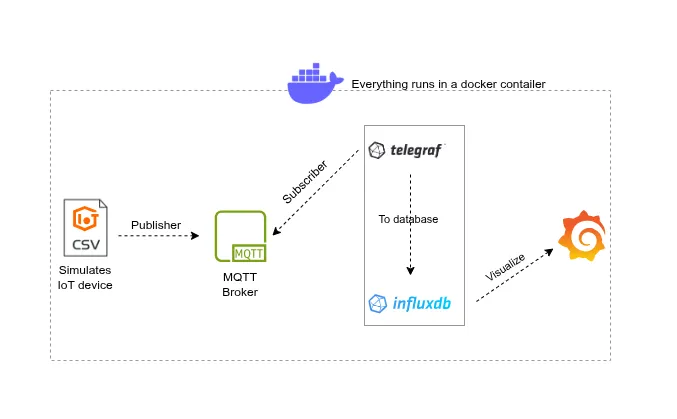 Everything runs in a docker contailer
telegraf
Subscriber
IoT
CSV
Publisher
To database
MQTT
Simulates
IoT device
MQTT
Broker
Visualize
influxdb